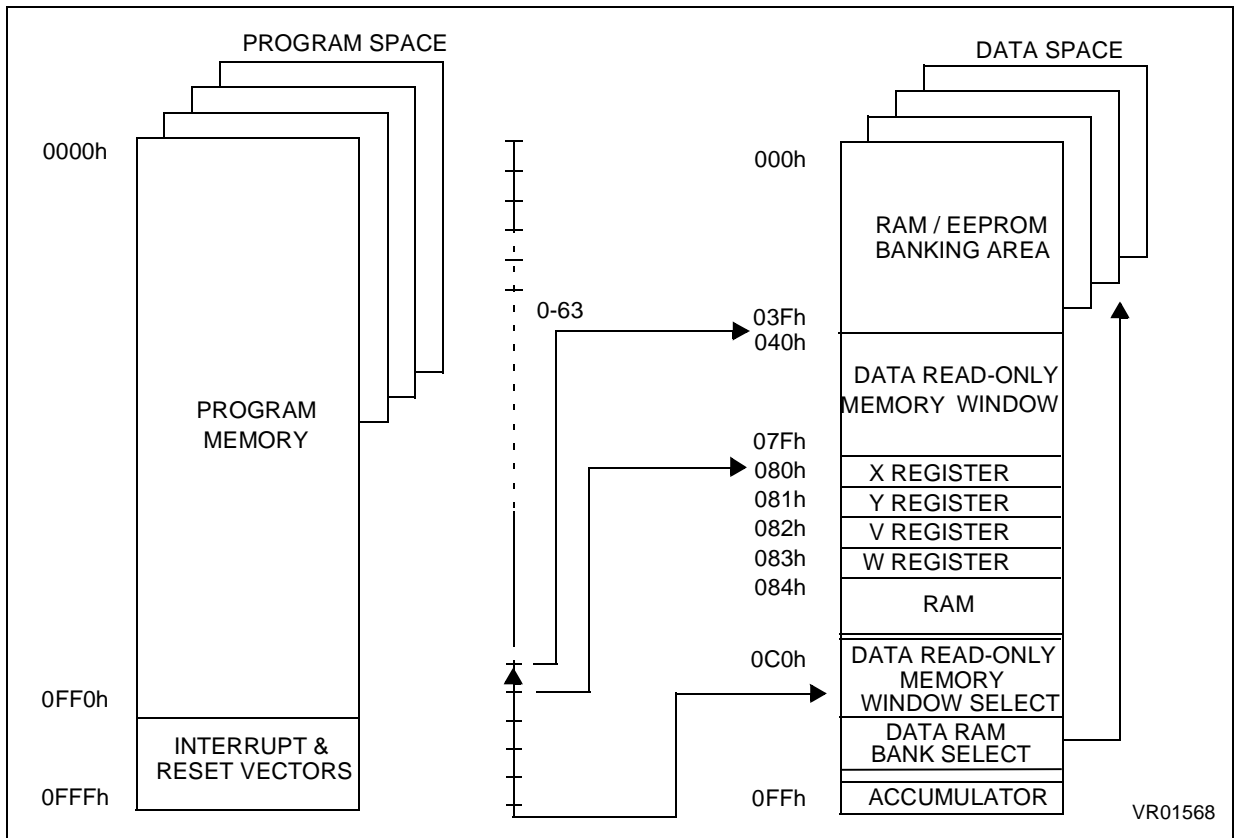 PROGRAM SPACE
0000h
PROGRAM
MEMORY
0FF0h
INTERRUPT &
RESET VECTORS
0FFFh
0-63
DATA SPACE
000h
RAM / EEPROM
BANKING AREA
03Fh
040h
DATA READ-ONLY
MEMORY WINDOW
07Fh
080h
X REGISTER
081h
Y REGISTER
082h
V REGISTER
083h
W REGISTER
084h
RAM
0C0h
DATA READ-ONLY
MEMORY
WINDOW SELECT
DATA RAM
BANK SELECT
0FFh
ACCUMULATOR
VR01568